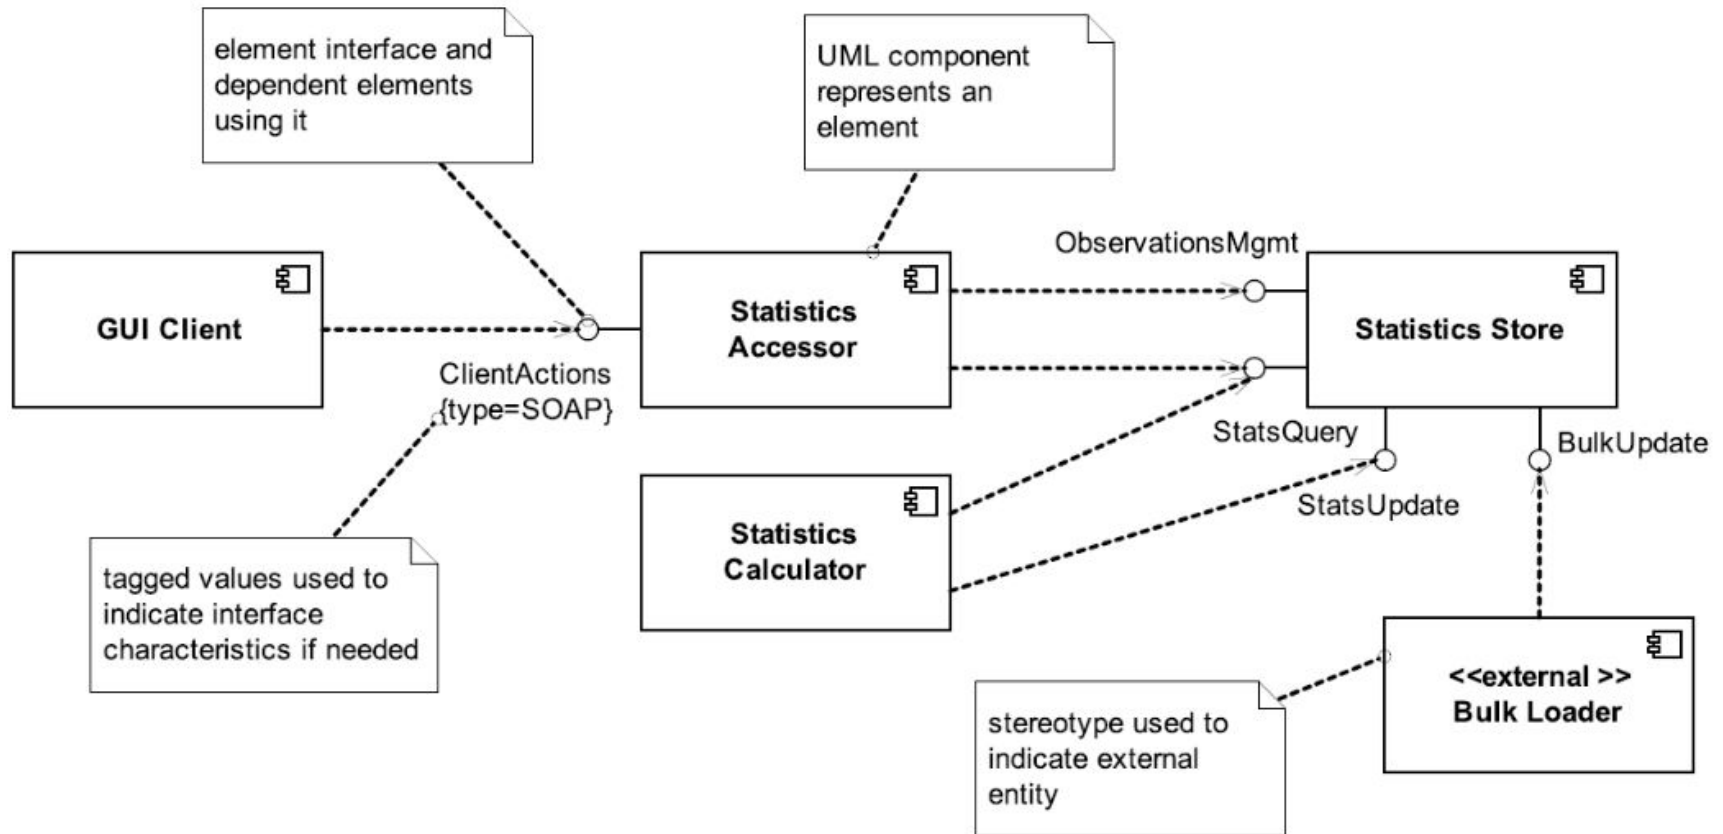 element interface and
dependent elements
using it
UML component
represents an
element
ObservationsMgmt
GUI Client
Statistics
Accessor
Statistics Store
ClientActions
{type=SOAP}
StatsQuery
BulkUpdate
StatsUpdate
Statistics
Calculator
tagged values used to
indicate interface
characteristics if needed
<<external >>
Bulk Loader
stereotype used to
indicate external
entity